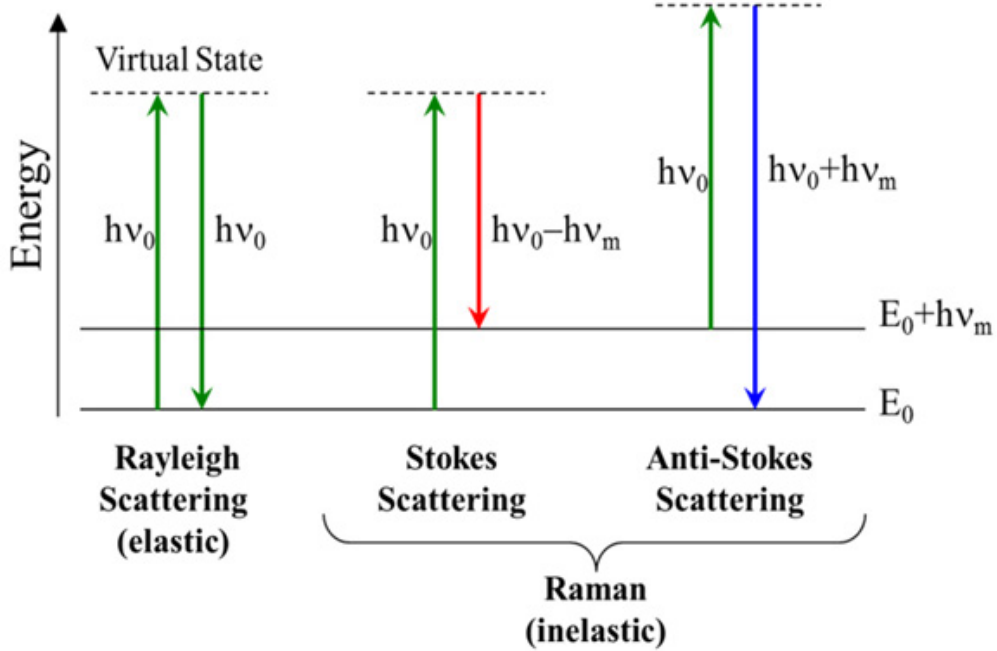 Energy
Virtual State
hν₀
hν₀
hν₀
hν₀−hνₘ
hν₀
hν₀+hνₘ
E₀+hνₘ
E₀
Rayleigh
Scattering
(elastic)
Stokes
Scattering
Anti-Stokes
Scattering
Raman
(inelastic)